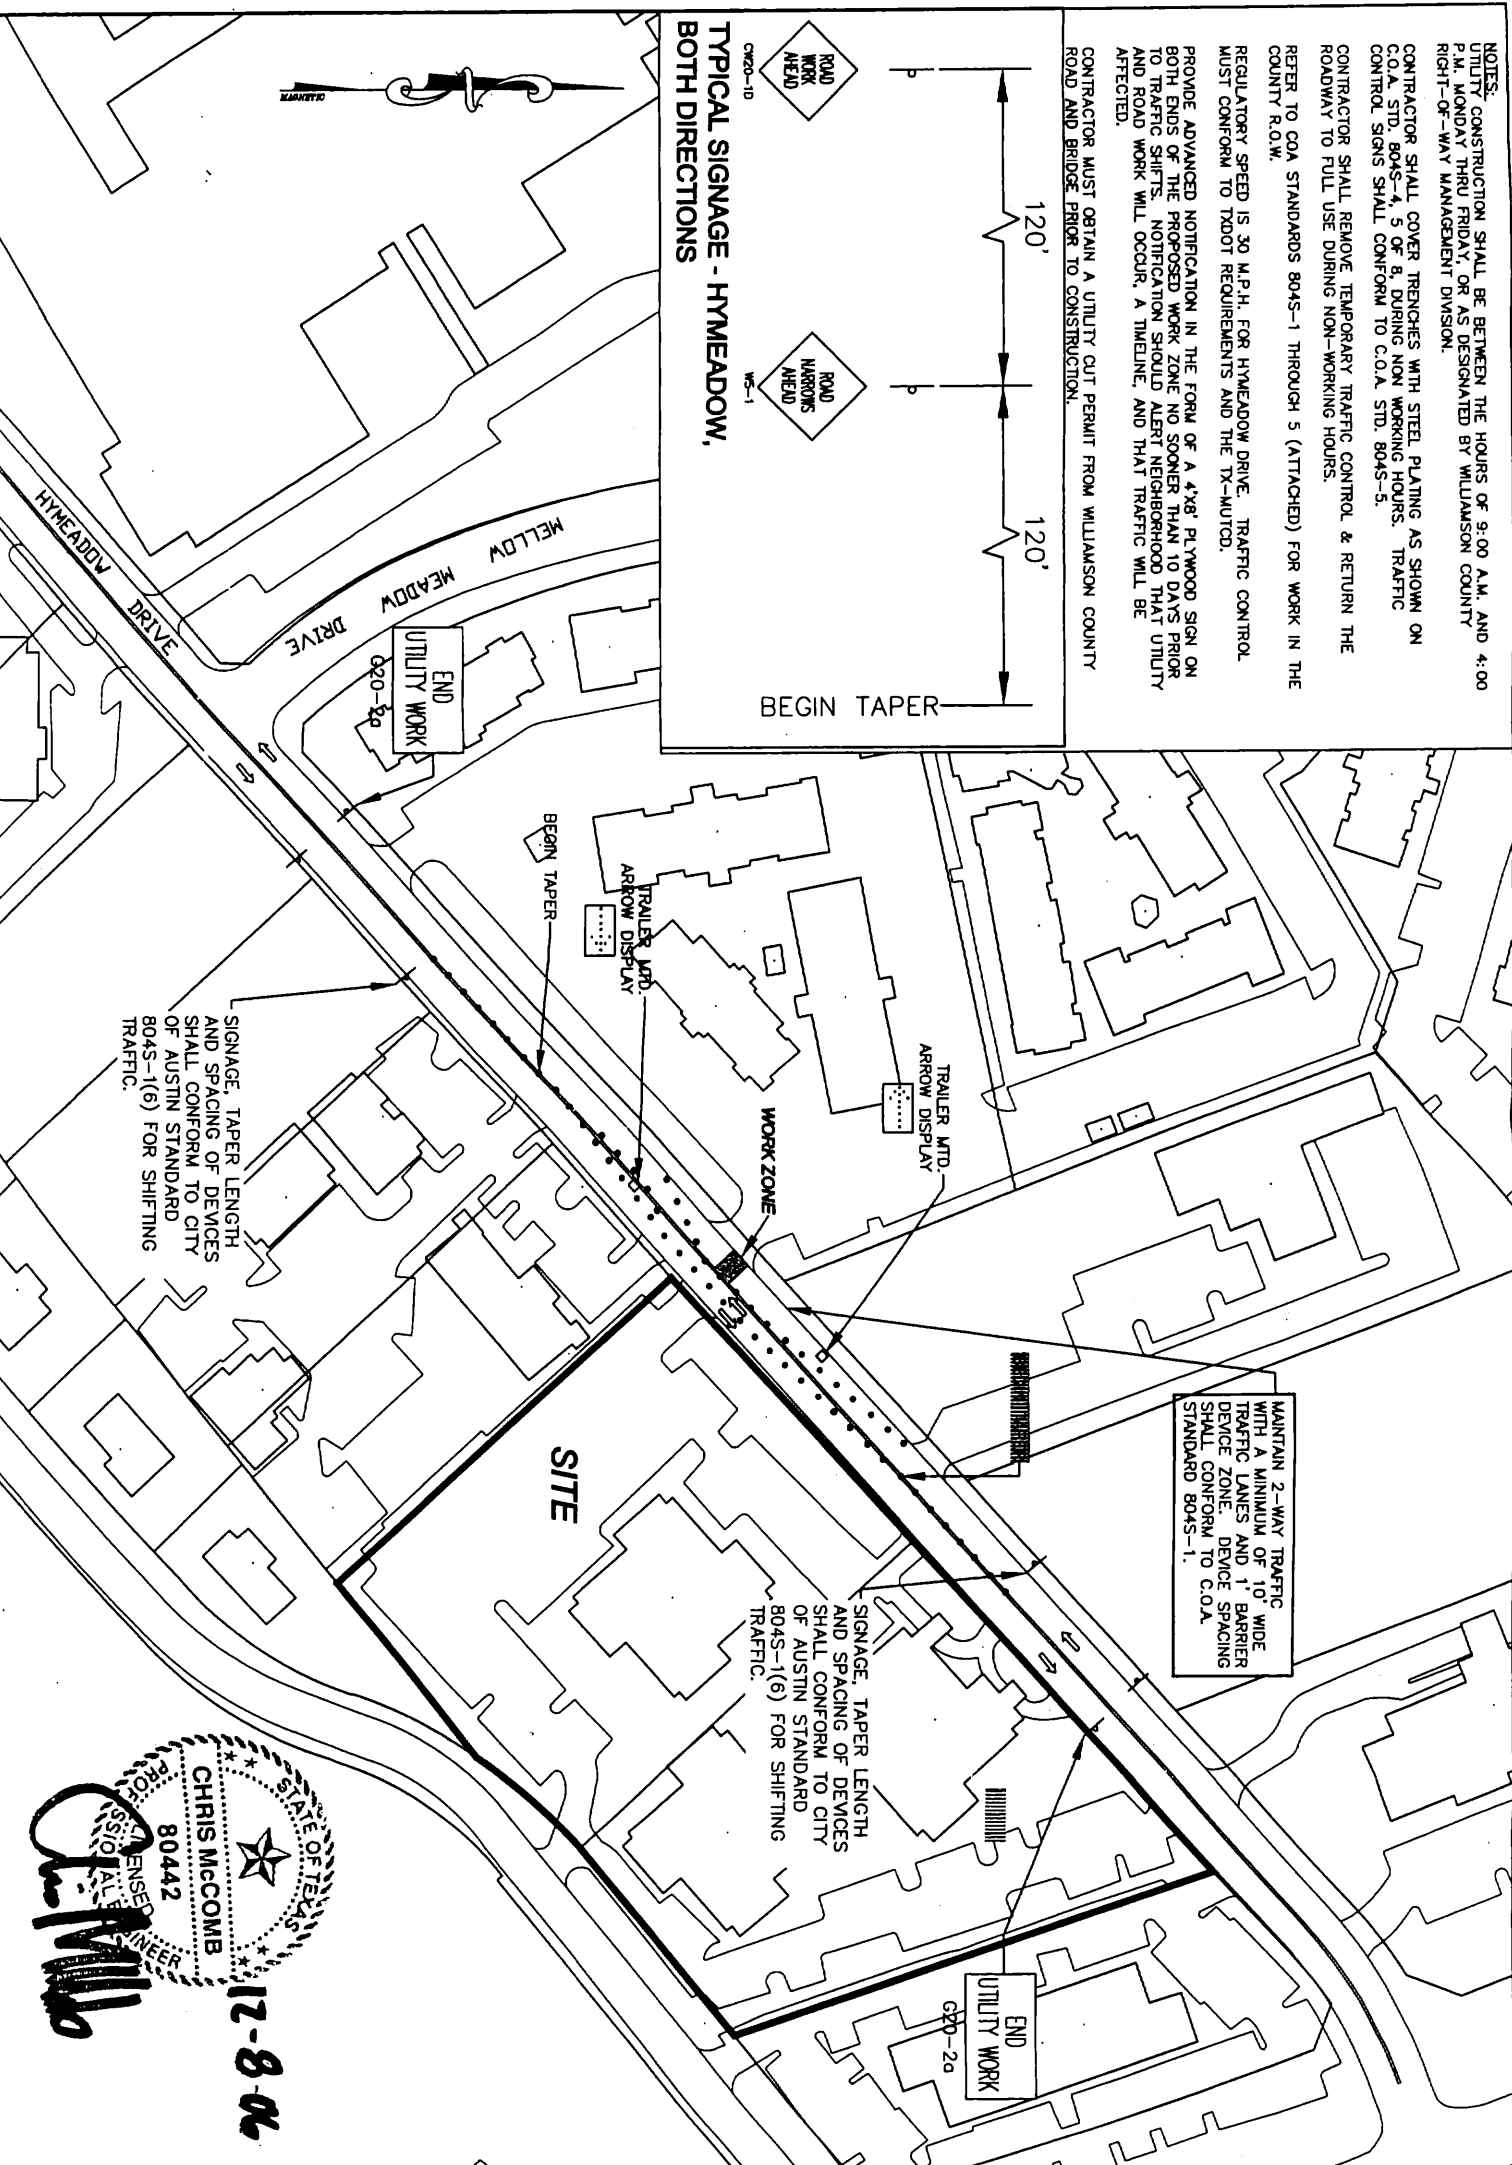 NOTES:
UTILITY CONSTRUCTION SHALL BE BETWEEN THE HOURS OF 9:00 A.M. AND 4:00
P.M. MONDAY THRU FRIDAY, OR AS DESIGNATED BY WILLIAMSON COUNTY
RIGHT-OF-WAY MANAGEMENT DIVISION.
CONTRACTOR SHALL COVER TRENCHES WITH STEEL PLATING AS SHOWN ON
C.O.A. STD. 804S-4, 5 OF 8, DURING NON WORKING HOURS. TRAFFIC
CONTROL SIGNS SHALL CONFORM TO C.O.A. STD. 804S-5.
CONTRACTOR SHALL REMOVE TEMPORARY TRAFFIC CONTROL & RETURN THE
ROADWAY TO FULL USE DURING NON-WORKING HOURS.
REFER TO COA STANDARDS 804S-1 THROUGH 5 (ATTACHED) FOR WORK IN THE
COUNTY R.O.W.
REGULATORY SPEED IS 30 M.P.H. FOR HYMEADOW DRIVE. TRAFFIC CONTROL
MUST CONFORM TO TXDOT REQUIREMENTS AND THE TX-MUTCD.
PROVIDE ADVANCED NOTIFICATION IN THE FORM OF A 4'X8' PLYWOOD SIGN ON
BOTH ENDS OF THE PROPOSED WORK ZONE NO SOONER THAN 10 DAYS PRIOR
TO TRAFFIC SHIFTS. NOTIFICATION SHOULD ALERT NEIGHBORHOOD THAT UTILITY
AND ROAD WORK WILL OCCUR, A TIMELINE, AND THAT TRAFFIC WILL BE
AFFECTED.
CONTRACTOR MUST OBTAIN A UTILITY CUT PERMIT FROM WILLIAMSON COUNTY
ROAD AND BRIDGE PRIOR TO CONSTRUCTION.
120'
120'
BEGIN TAPER
ROAD
WORK
AHEAD
CW20-1D
ROAD
NARROWS
AHEAD
W5-1
TYPICAL SIGNAGE - HYMEADOW,
BOTH DIRECTIONS
MELLOW MEADOW DRIVE
HYMEADOW DRIVE
END
UTILITY WORK
G20-2a
BEGIN TAPER
TRAILER MTD.
ARROW DISPLAY
TRAILER MTD.
ARROW DISPLAY
WORK ZONE
MAINTAIN 2-WAY TRAFFIC
WITH A MINIMUM OF 10' WIDE
TRAFFIC LANES AND 1' BARRIER
DEVICE ZONE. DEVICE SPACING
SHALL CONFORM TO C.O.A.
STANDARD 804S-1.
SIGNAGE, TAPER LENGTH
AND SPACING OF DEVICES
SHALL CONFORM TO CITY
OF AUSTIN STANDARD
804S-1(6) FOR SHIFTING
TRAFFIC.
SITE
SIGNAGE, TAPER LENGTH
AND SPACING OF DEVICES
SHALL CONFORM TO CITY
OF AUSTIN STANDARD
804S-1(6) FOR SHIFTING
TRAFFIC.
END
UTILITY WORK
G20-2a
STATE OF TEXAS
CHRIS McCOMB
80442
LICENSED
PROFESSIONAL ENGINEER
12-8-06